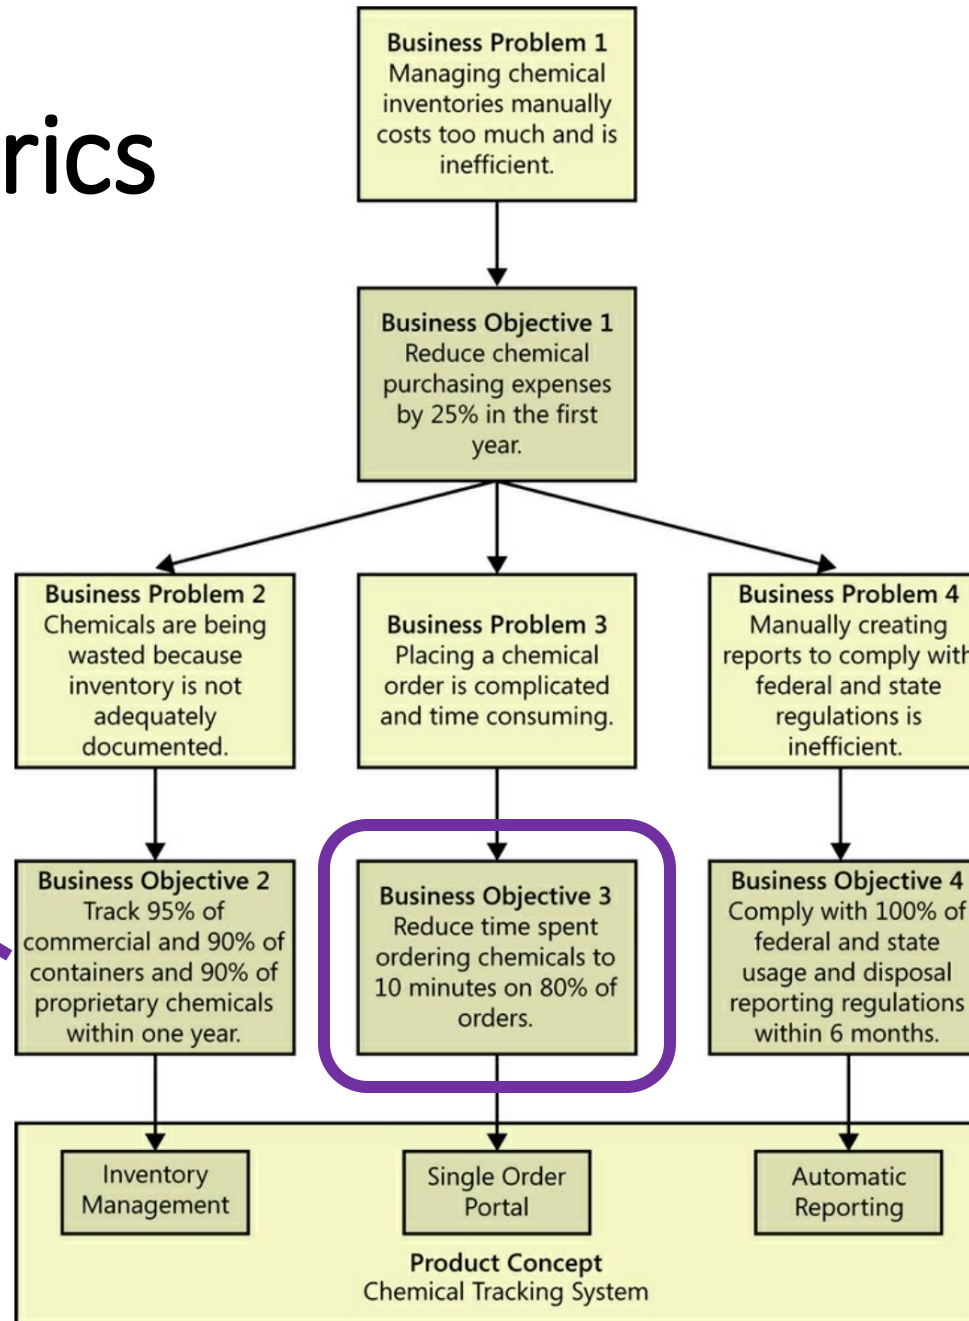 rics
Business Problem 1
Managing chemical
inventories manually
costs too much and is
inefficient.
Business Objective 1
Reduce chemical
purchasing expenses
by 25% in the first
year.
Business Problem 2
Chemicals are being
wasted because
inventory is not
adequately
documented.
Business Problem 3
Placing a chemical
order is complicated
and time consuming.
Business Problem 4
Manually creating
reports to comply with
federal and state
regulations is
inefficient.
Business Objective 2
Track 95% of
commercial and 90% of
containers and 90% of
proprietary chemicals
within one year.
Business Objective 3
Reduce time spent
ordering chemicals to
10 minutes on 80% of
orders.
Business Objective 4
Comply with 100% of
federal and state
usage and disposal
reporting regulations
within 6 months.
Inventory
Management
Single Order
Portal
Automatic
Reporting
Product Concept
Chemical Tracking System